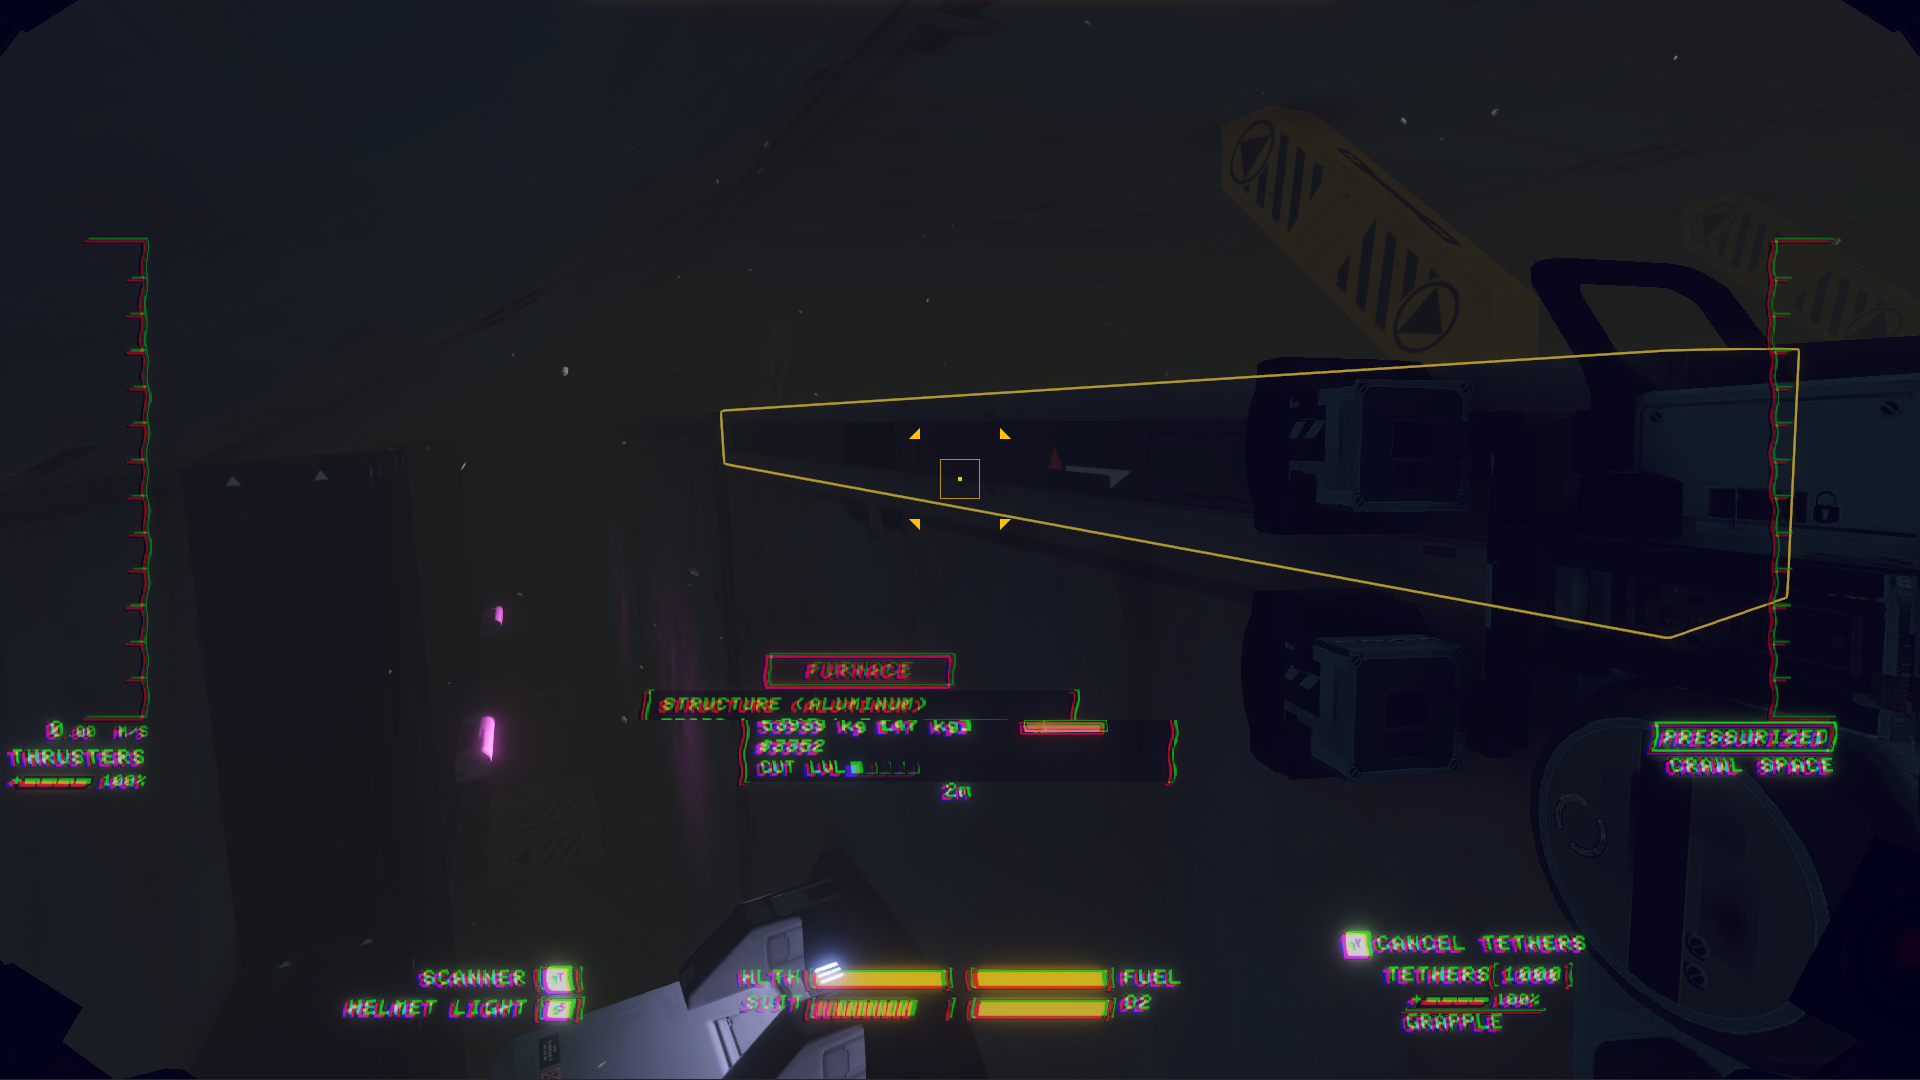 FURNACE
STRUCTURE (ALUMINUM)
#3352
CUT LVL
2m
0.00 M/S
THRUSTERS
100%
PRESSURIZED
CRAWL SPACE
SCANNER
HELMET LIGHT
HLTH
SUIT
FUEL
O2
CANCEL TETHERS
TETHERS[1000]
100%
GRAPPLE